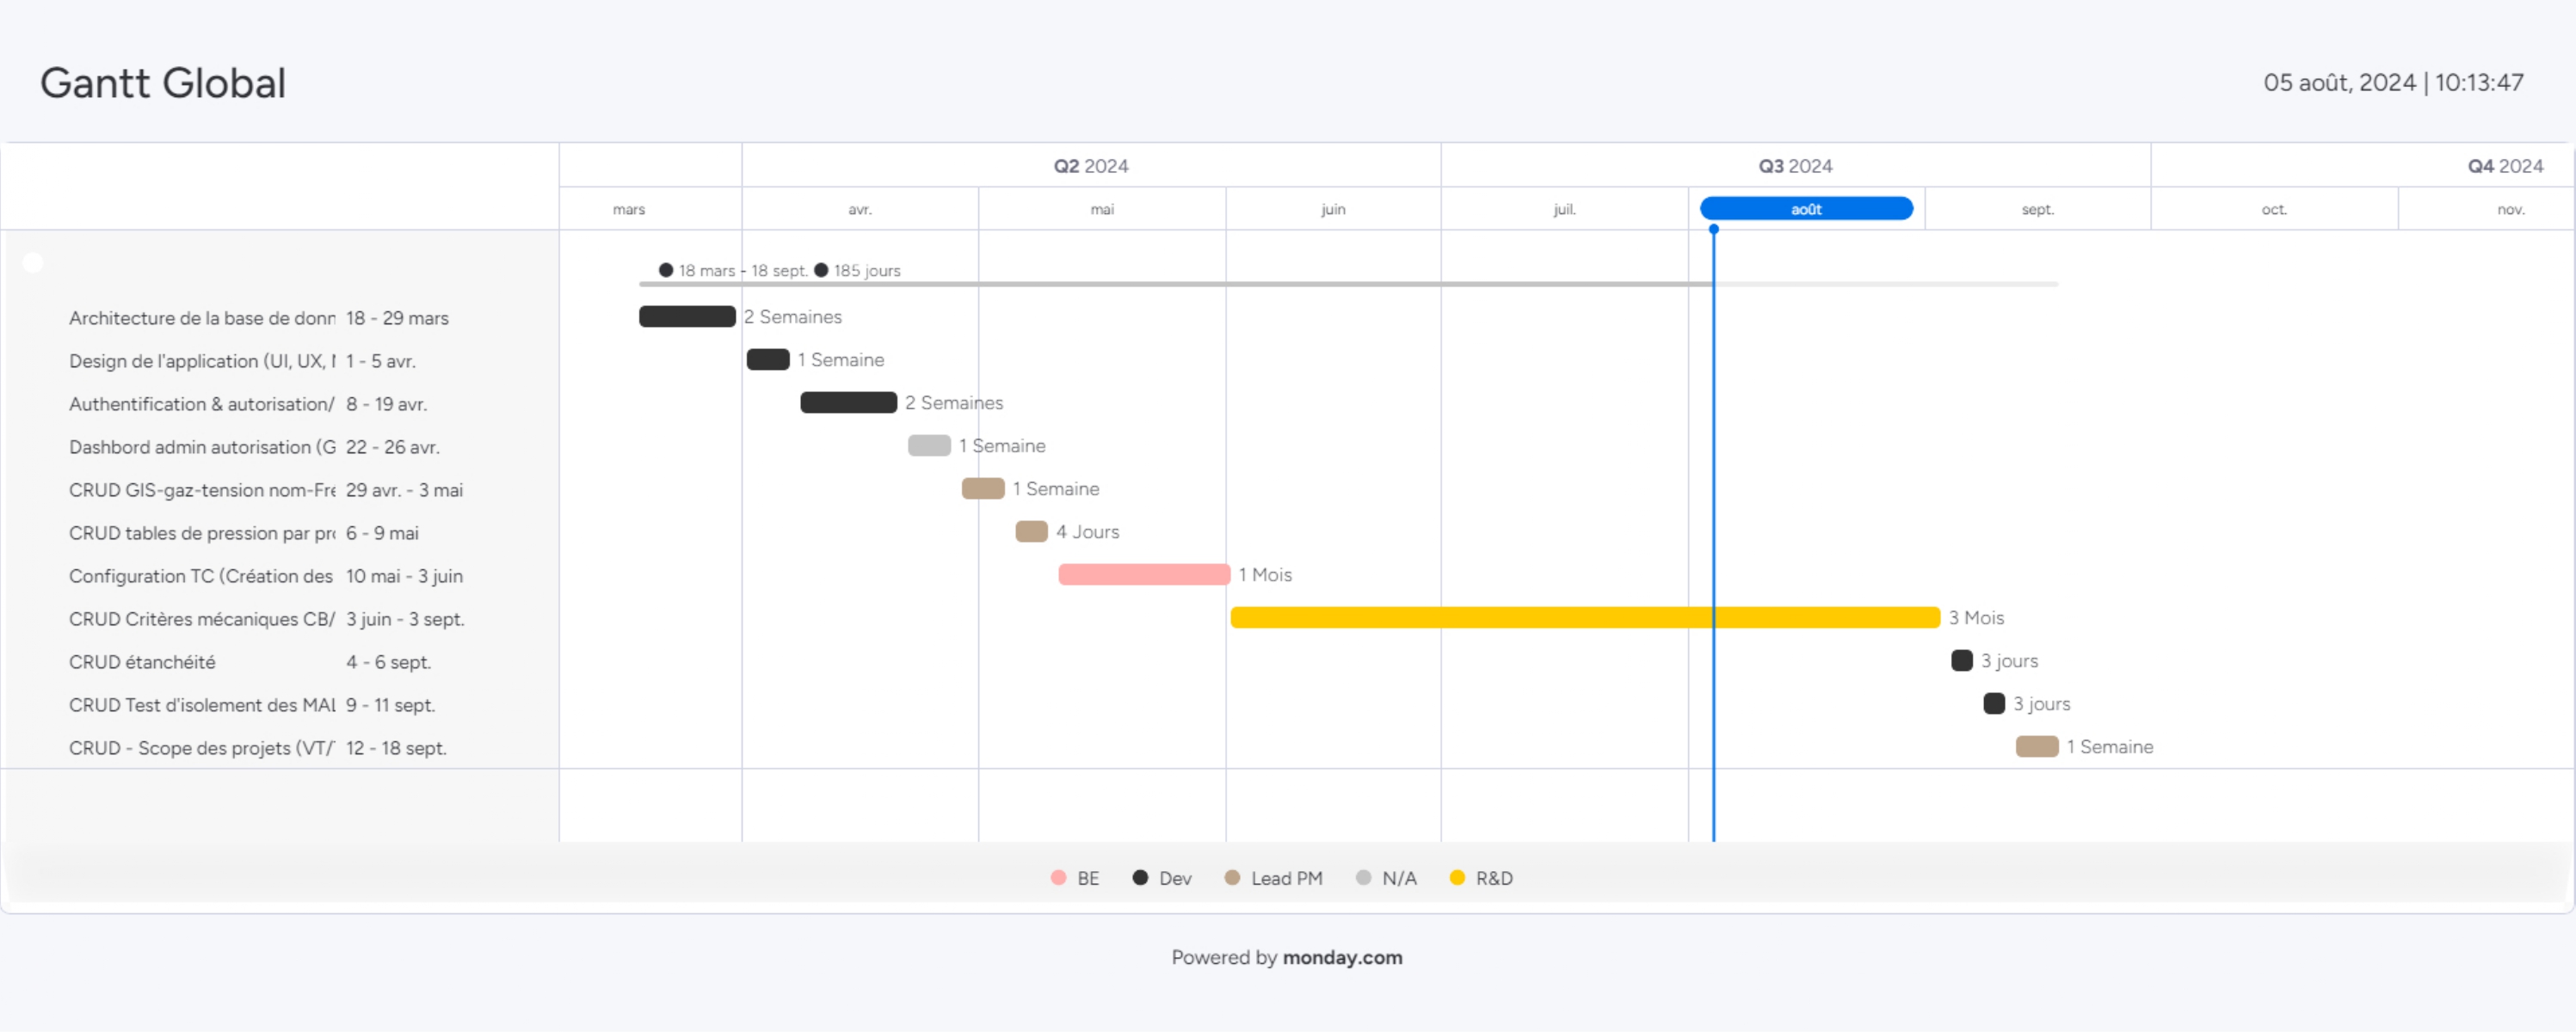 Gantt Global
05 août, 2024 | 10:13:47
Q2 2024
Q3 2024
Q4 2024
mars
avr.
mai
juin
juil.
août
sept.
oct.
nov.
18 mars - 18 sept. ● 185 jours
Architecture de la base de donn 18 - 29 mars 2 Semaines
Design de l'application (UI, UX, 1 - 5 avr. 1 Semaine
Authentification & autorisation/ 8 - 19 avr. 2 Semaines
Dashbord admin autorisation (G 22 - 26 avr. 1 Semaine
CRUD GIS-gaz-tension nom-Fre 29 avr. - 3 mai 1 Semaine
CRUD tables de pression par pro 6 - 9 mai 4 Jours
Configuration TC (Création des 10 mai - 3 juin 1 Mois
CRUD Critères mécaniques CB/ 3 juin - 3 sept. 3 Mois
CRUD étanchéité 4 - 6 sept. 3 jours
CRUD Test d'isolement des MAL 9 - 11 sept. 3 jours
CRUD - Scope des projets (VT/ 12 - 18 sept. 1 Semaine
BE
Dev
Lead PM
N/A
R&D
Powered by monday.com